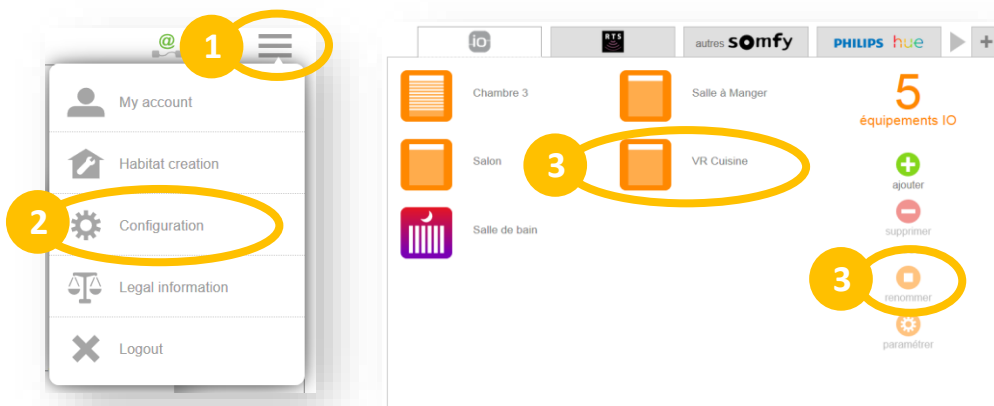 @
1
2
My account
Habitat creation
Configuration
Legal information
Logout
io
RTS
autres somfy
PHILIPS hue
+
Chambre 3
Salle à Manger
Salon
3
VR Cuisine
Salle de bain
5
équipements IO
ajouter
supprimer
3
renommer
paramétrer